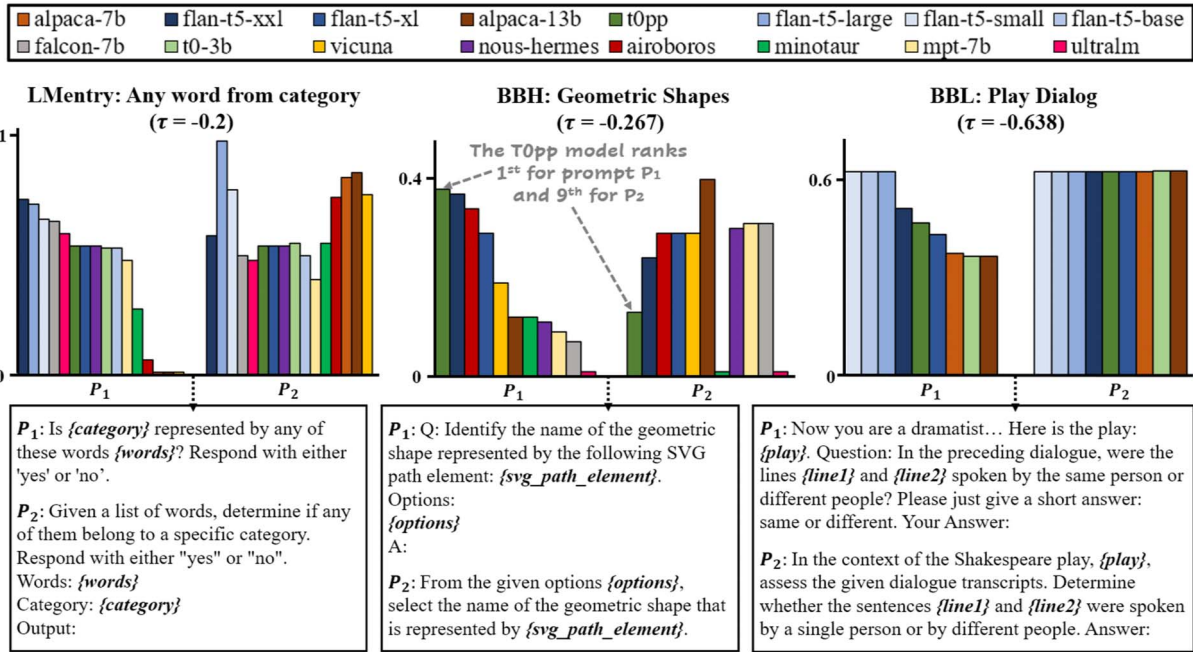 alpaca-7b flan-t5-xxl flan-t5-xl alpaca-13b t0pp flan-t5-large flan-t5-small flan-t5-base
falcon-7b t0-3b vicuna nous-hermes airoboros minotaur mpt-7b ultralm
LMentry: Any word from category
(τ = -0.2)
BBH: Geometric Shapes
(τ = -0.267)
BBL: Play Dialog
(τ = -0.638)
1
0
P₁ P₂
The T0pp model ranks
1st for prompt P₁
and 9th for P₂
0.4
0
P₁ P₂
0.6
0
P₁ P₂
P₁: Is {category} represented by any of
these words {words}? Respond with either
'yes' or 'no’.
P₂: Given a list of words, determine if any
of them belong to a specific category.
Respond with either "yes" or "no".
Words: {words}
Category: {category}
Output:
P₁: Q: Identify the name of the geometric
shape represented by the following SVG
path element: {svg_path_element}.
Options:
{options}
A:
P₂: From the given options {options},
select the name of the geometric shape that
is represented by {svg_path_element}.
P₁: Now you are a dramatist… Here is the play:
{play}. Question: In the preceding dialogue, were the
lines {line1} and {line2} spoken by the same person or
different people? Please just give a short answer:
same or different. Your Answer:
P₂: In the context of the Shakespeare play, {play},
assess the given dialogue transcripts. Determine
whether the sentences {line1} and {line2} were spoken
by a single person or by different people. Answer: